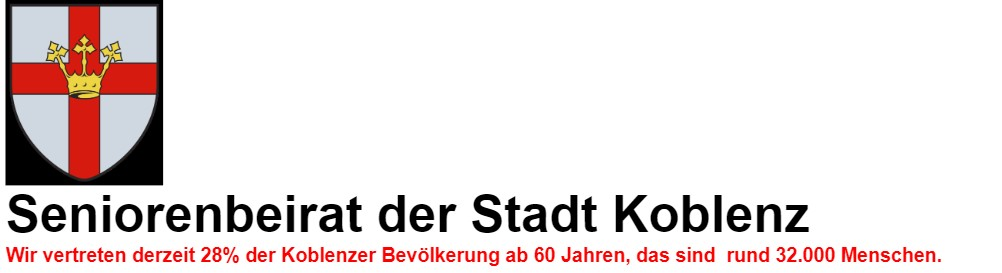 Seniorenbeirat der Stadt Koblenz
Wir vertreten derzeit 28% der Koblenzer Bevölkerung ab 60 Jahren, das sind  rund 32.000 Menschen.